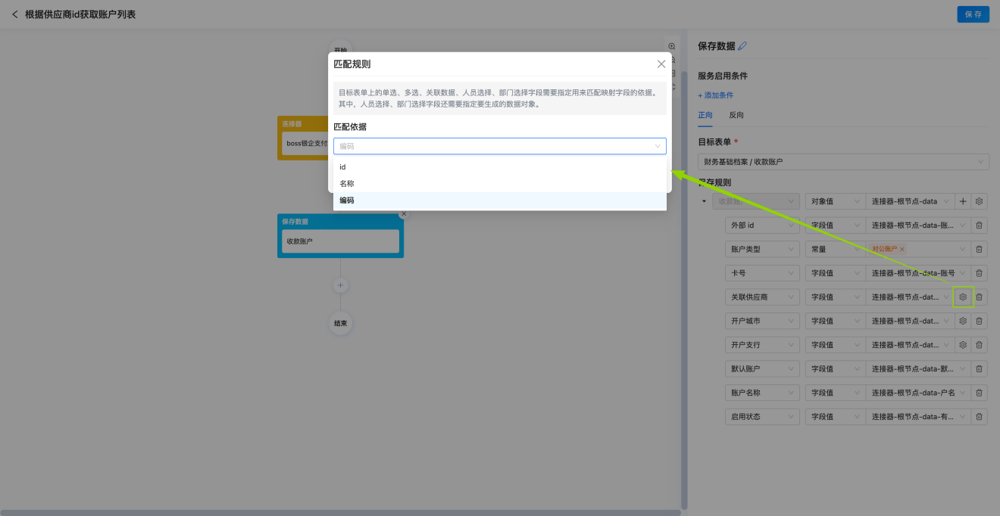 根据供应商id获取账户列表
保 存
开始
连接器
boss银企支付
保存数据
收款账户
结束
匹配规则
目标表单上的单选、多选、关联数据、人员选择、部门选择字段需要指定用来匹配映射字段的依据。
其中，人员选择、部门选择字段还需要指定要生成的数据对象。
匹配依据
编码
id
名称
编码
保存数据
服务启用条件
+ 添加条件
正向 反向
目标表单 *
财务基础档案 / 收款账户
保存规则
收款账户 对象值 连接器-根节点-data
外部 id 字段值 连接器-根节点-data-账...
账户类型 常量 对公账户
卡号 字段值 连接器-根节点-data-账号
关联供应商 字段值 连接器-根节点-dat...
开户城市 字段值 连接器-根节点-dat...
开户支行 字段值 连接器-根节点-dat...
默认账户 字段值 连接器-根节点-data-默...
账户名称 字段值 连接器-根节点-data-户名
启用状态 字段值 连接器-根节点-data-有...